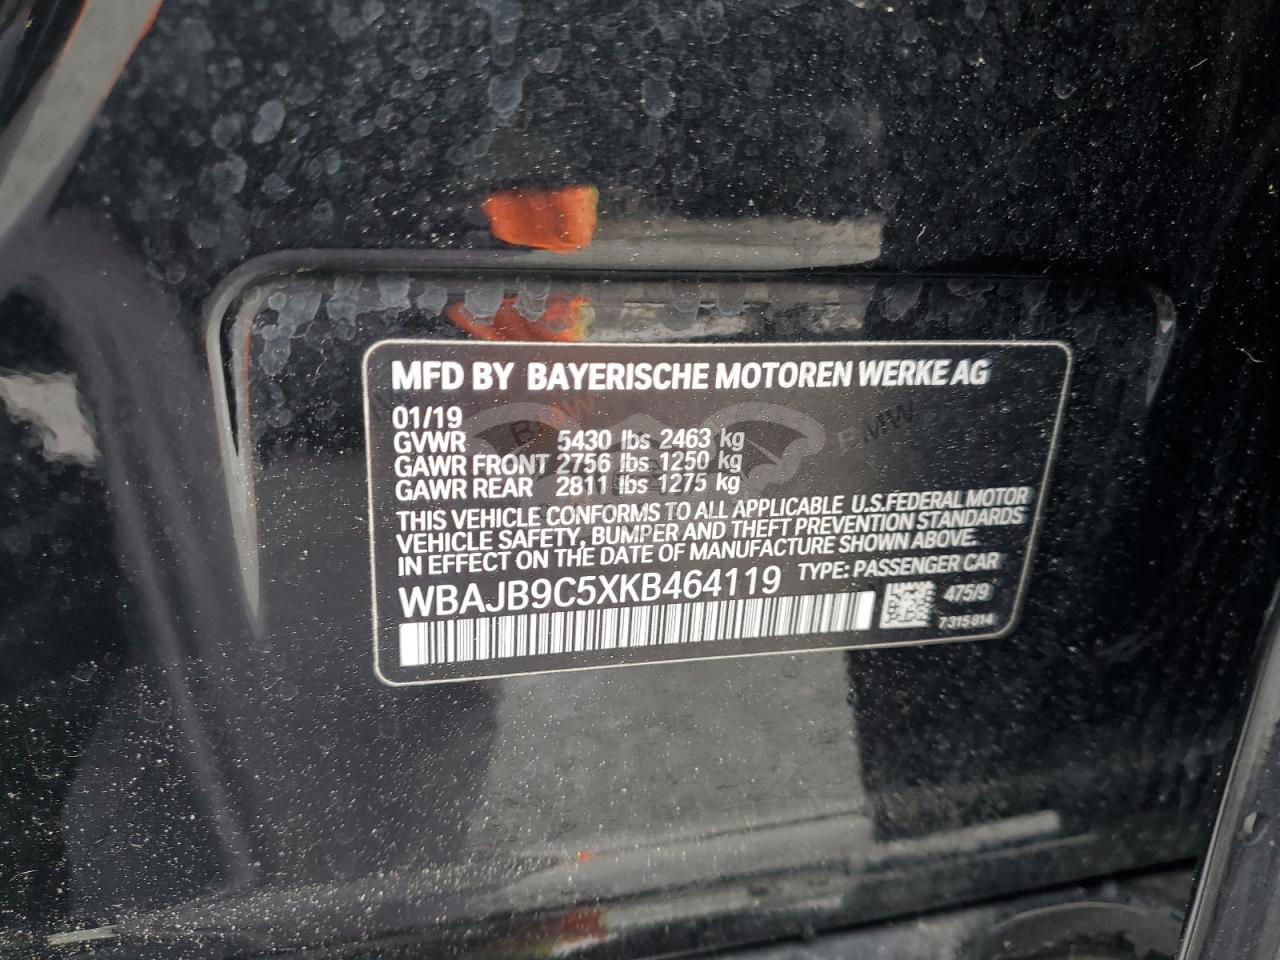 MFD BY BAYERISCHE MOTOREN WERKE AG
01/19
GVWR 5430 lbs 2463 kg
GAWR FRONT 2756 lbs 1250 kg
GAWR REAR 2811 lbs 1275 kg
THIS VEHICLE CONFORMS TO ALL APPLICABLE U.S.FEDERAL MOTOR
VEHICLE SAFETY, BUMPER AND THEFT PREVENTION STANDARDS
IN EFFECT ON THE DATE OF MANUFACTURE SHOWN ABOVE.
WBAJB9C5XKB464119 TYPE: PASSENGER CAR
475/9
7 315 814
BMW
BMW
BMW